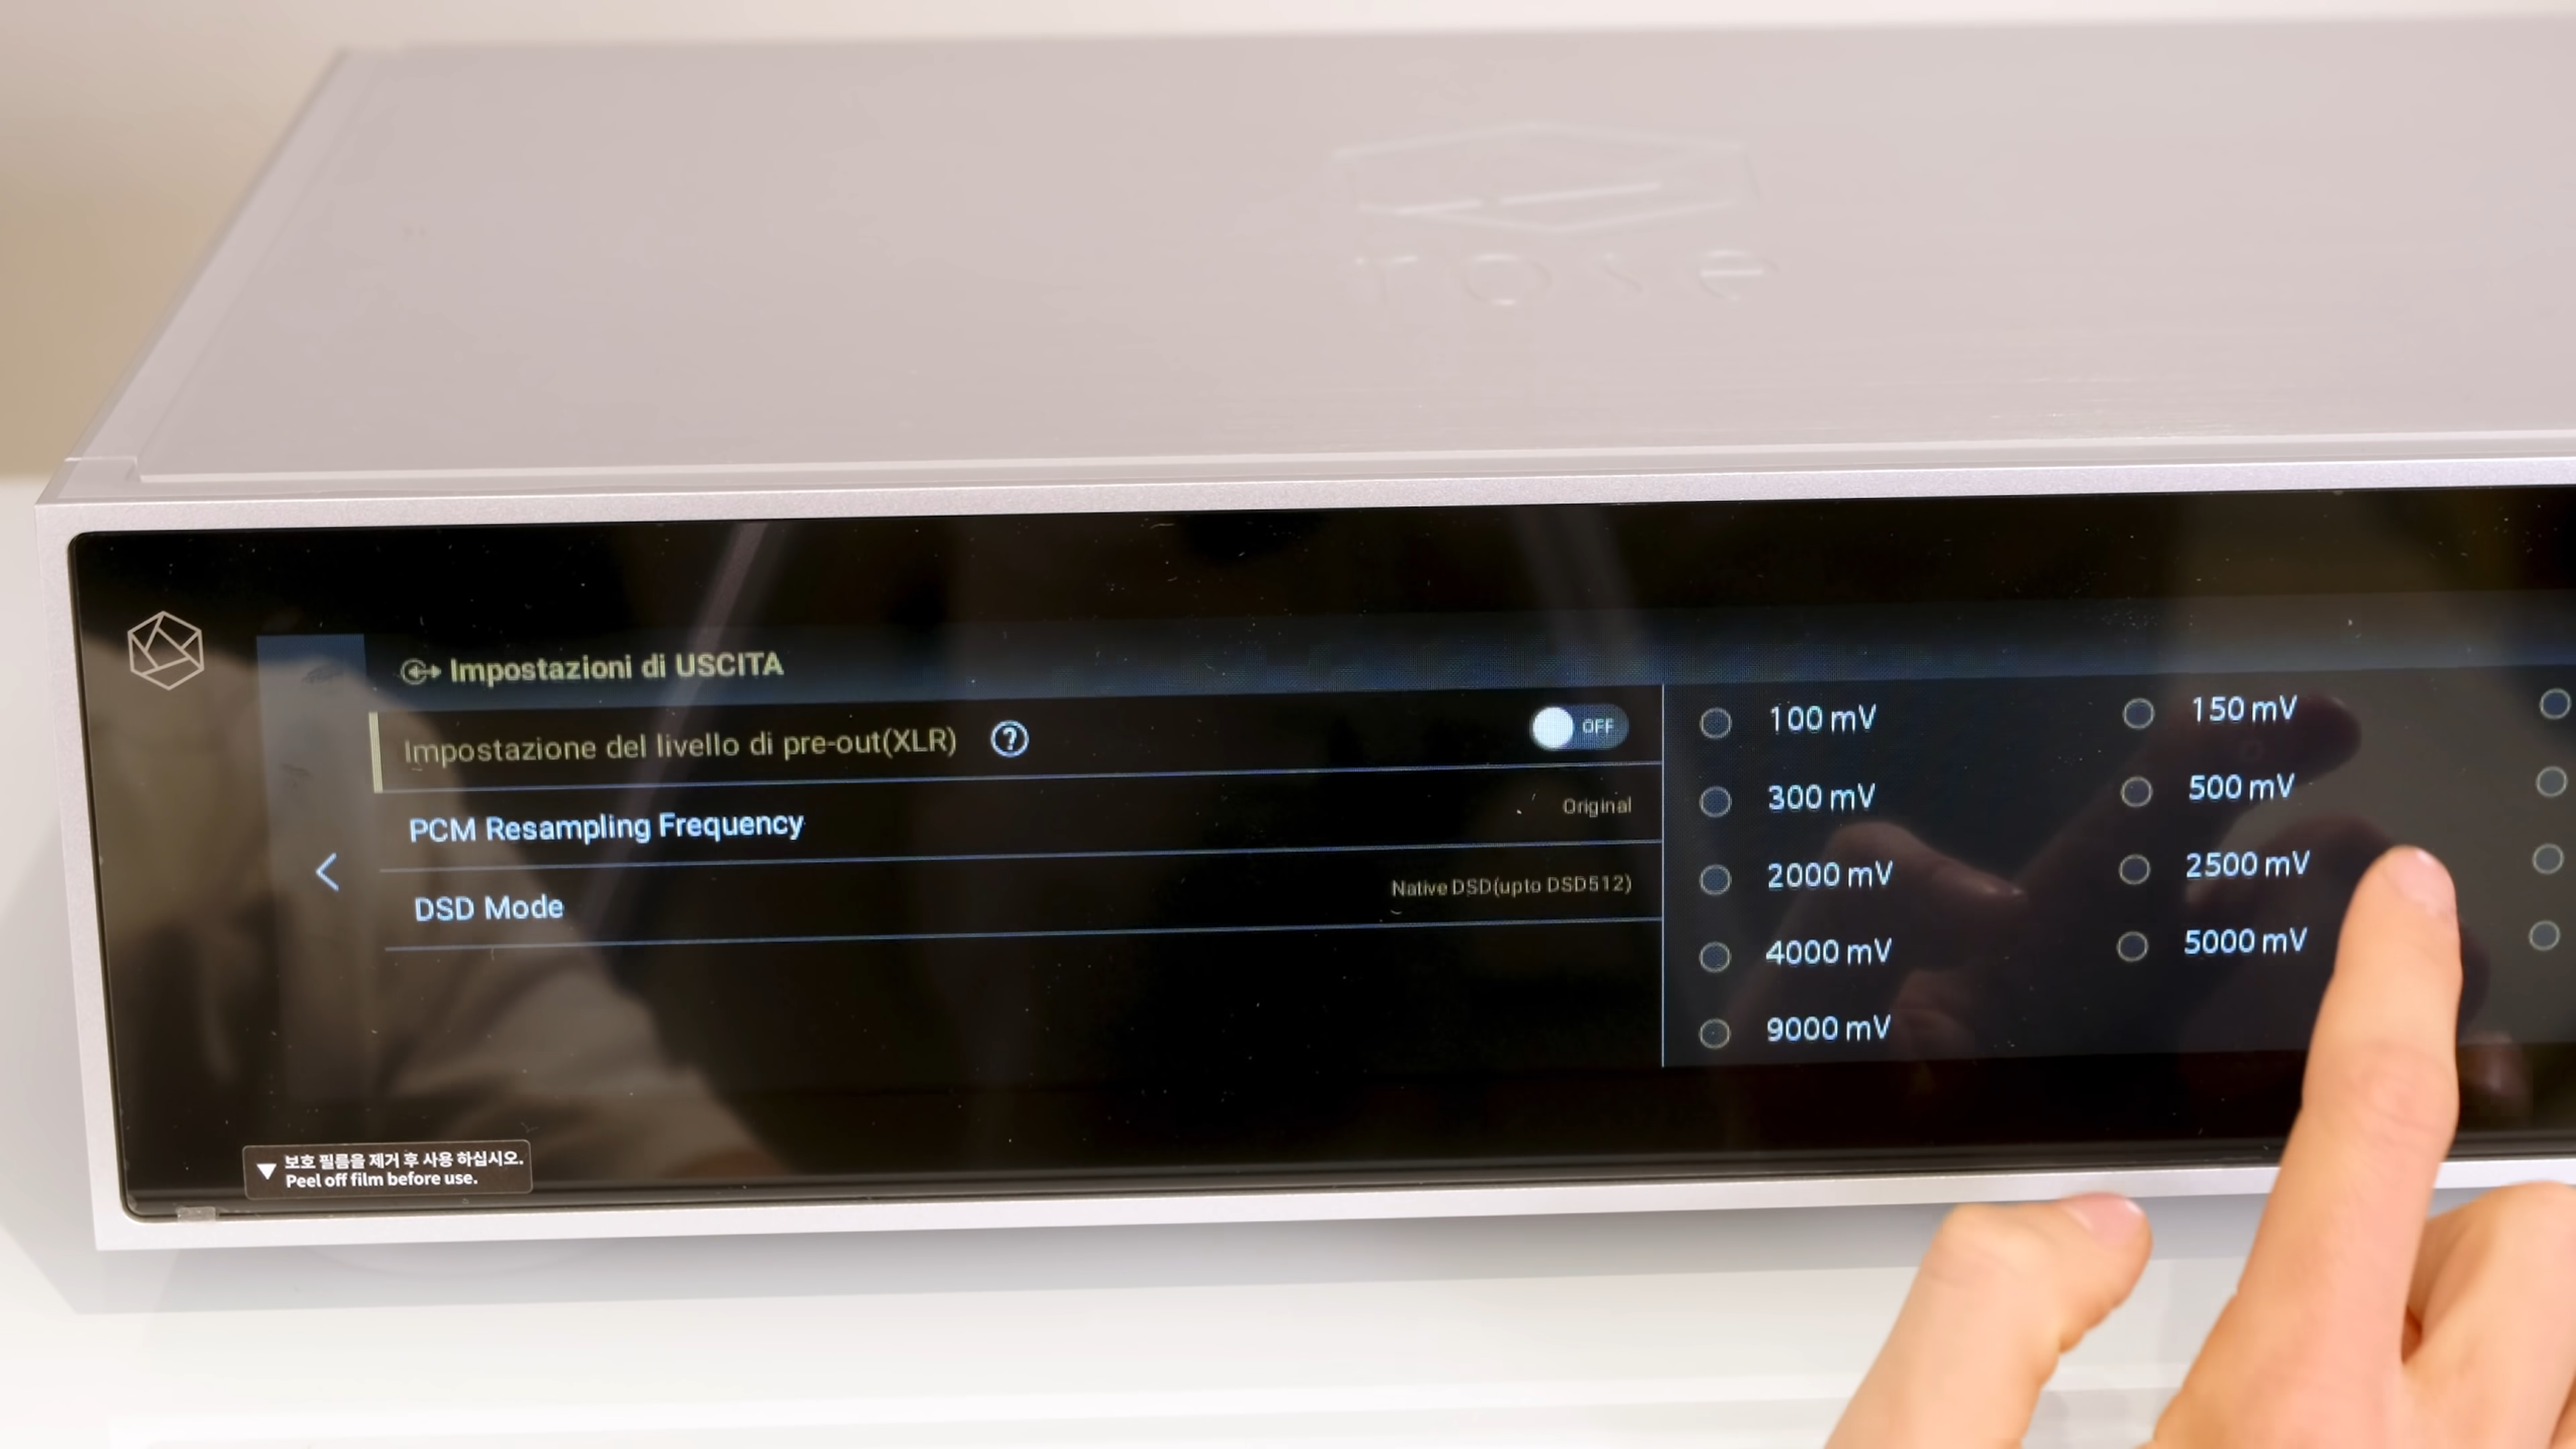 rose
Impostazioni di USCITA
Impostazione del livello di pre-out(XLR) ?
OFF
PCM Resampling Frequency
Original
DSD Mode
Native DSD(upto DSD512)
100 mV
150 mV
300 mV
500 mV
2000 mV
2500 mV
4000 mV
5000 mV
9000 mV
보호 필름을 제거 후 사용 하십시오.
Peel off film before use.